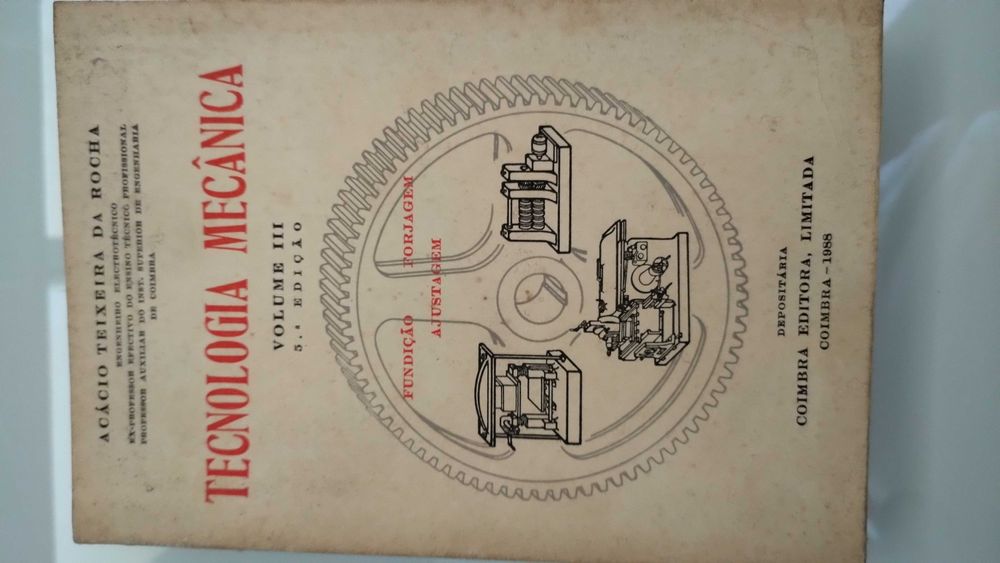 ACÁCIO TEIXEIRA DA ROCHA
ENGENHEIRO ELECTROTÉCNICO
EX-PROFESSOR EFECTIVO DO ENSINO TÉCNICO PROFISSIONAL
PROFESSOR AUXILIAR DO INST. SUPERIOR DE ENGENHARIA
DE COIMBRA
TECNOLOGIA MECÂNICA
VOLUME III
5.ª EDIÇÃO
FUNDIÇÃO FORJAGEM
AJUSTAGEM
DEPOSITÁRIA
COIMBRA EDITORA, LIMITADA
COIMBRA-1988